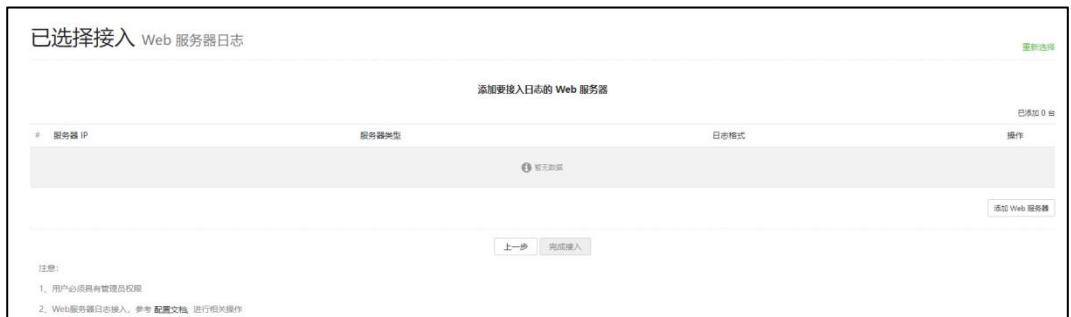 已选择接入 Web 服务器日志
重新选择
添加要接入日志的 Web 服务器
已添加 0 台
# 服务器 IP 服务器类型 日志格式 操作
暂无数据
添加 Web 服务器
上一步 完成接入
注意：
1、用户必须具有管理员权限
2、Web服务器日志接入，参考 配置文档, 进行相关操作